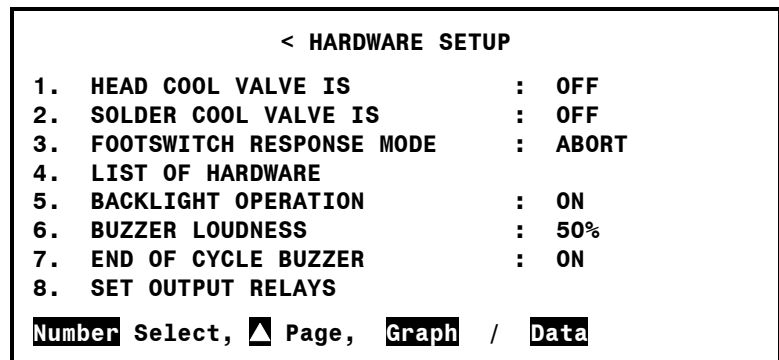 < HARDWARE SETUP
1. HEAD COOL VALVE IS : OFF
2. SOLDER COOL VALVE IS : OFF
3. FOOTSWITCH RESPONSE MODE : ABORT
4. LIST OF HARDWARE
5. BACKLIGHT OPERATION : ON
6. BUZZER LOUDNESS : 50%
7. END OF CYCLE BUZZER : ON
8. SET OUTPUT RELAYS
Number Select, ▲ Page, Graph / Data